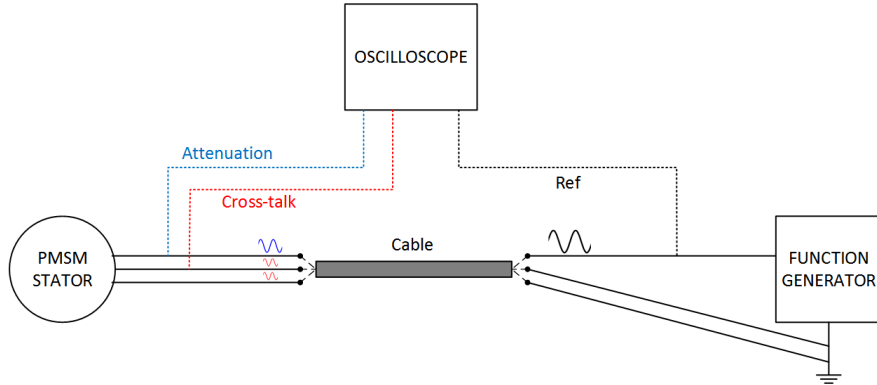 OSCILLOSCOPE
Attenuation
Cross-talk
Ref
Cable
PMSM
STATOR
FUNCTION
GENERATOR